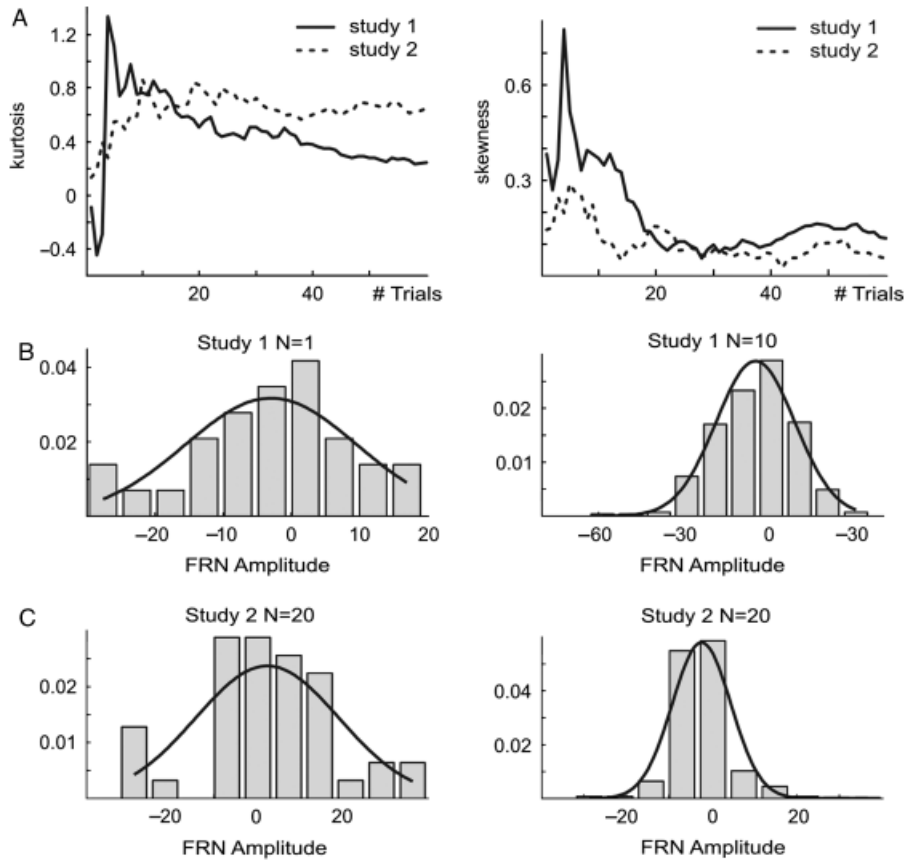 A
study 1
study 2
kurtosis
1.2
0.8
0.4
0
–0.4
20
40
# Trials
study 1
study 2
skewness
0.6
0.3
20
40
# Trials
B
Study 1 N=1
0.04
0.02
–20
–10
0
10
20
FRN Amplitude
Study 1 N=10
0.02
0.01
–60
–30
0
–30
FRN Amplitude
C
Study 2 N=20
0.02
0.01
–20
0
20
FRN Amplitude
Study 2 N=20
0.04
0.02
–20
0
20
FRN Amplitude